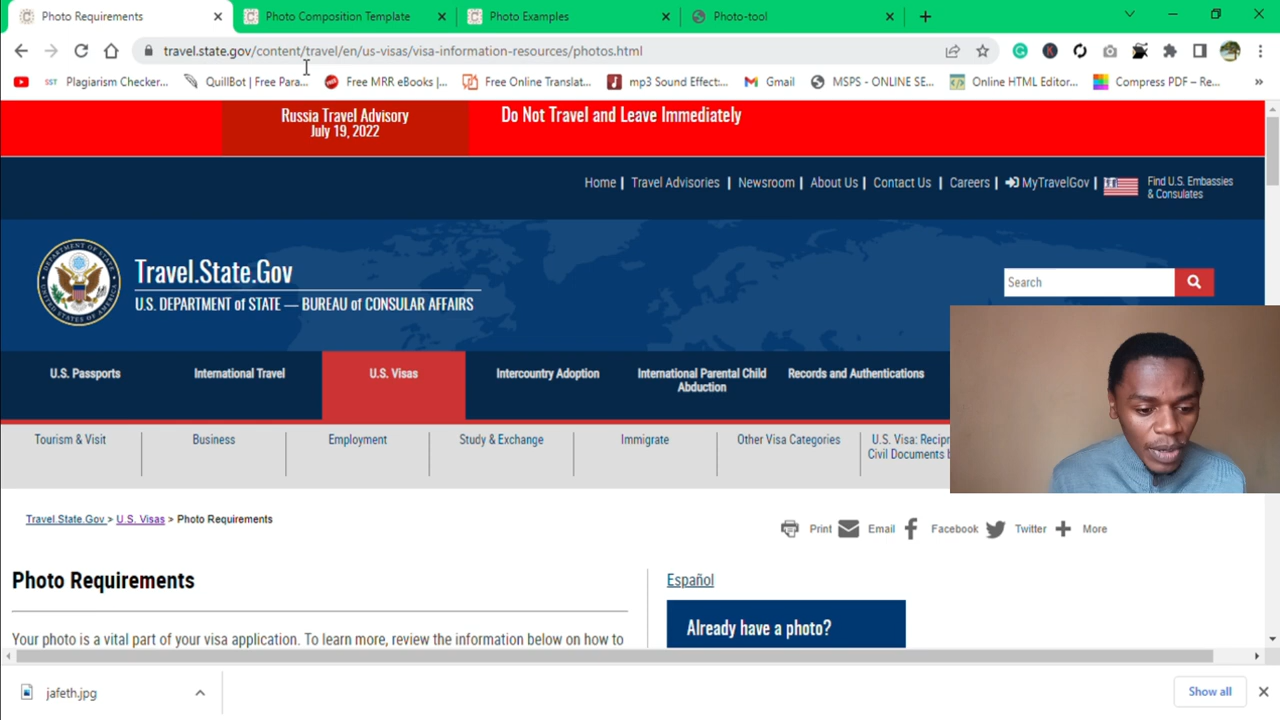 Photo Requirements
Photo Composition Template
Photo Examples
Photo-tool
travel.state.gov/content/travel/en/us-visas/visa-information-resources/photos.html
SST Plagiarism Checker...
QuillBot | Free Para...
Free MRR eBooks |...
Free Online Translat...
mp3 Sound Effect:...
Gmail
MSPS - ONLINE SE...
Online HTML Editor...
Compress PDF – Re...
Russia Travel Advisory
July 19, 2022
Do Not Travel and Leave Immediately
Home | Travel Advisories | Newsroom | About Us | Contact Us | Careers | MyTravelGov |
Find U.S. Embassies
& Consulates
Travel.State.Gov
U.S. DEPARTMENT of STATE — BUREAU of CONSULAR AFFAIRS
Search
U.S. Passports
International Travel
U.S. Visas
Intercountry Adoption
International Parental Child
Abduction
Records and Authentications
Tourism & Visit
Business
Employment
Study & Exchange
Immigrate
Other Visa Categories
U.S. Visa: Recipr
Civil Documents b
Travel.State.Gov > U.S. Visas > Photo Requirements
Print
Email
Facebook
Twitter
More
Photo Requirements
Español
Already have a photo?
Your photo is a vital part of your visa application. To learn more, review the information below on how to
jafeth.jpg
Show all